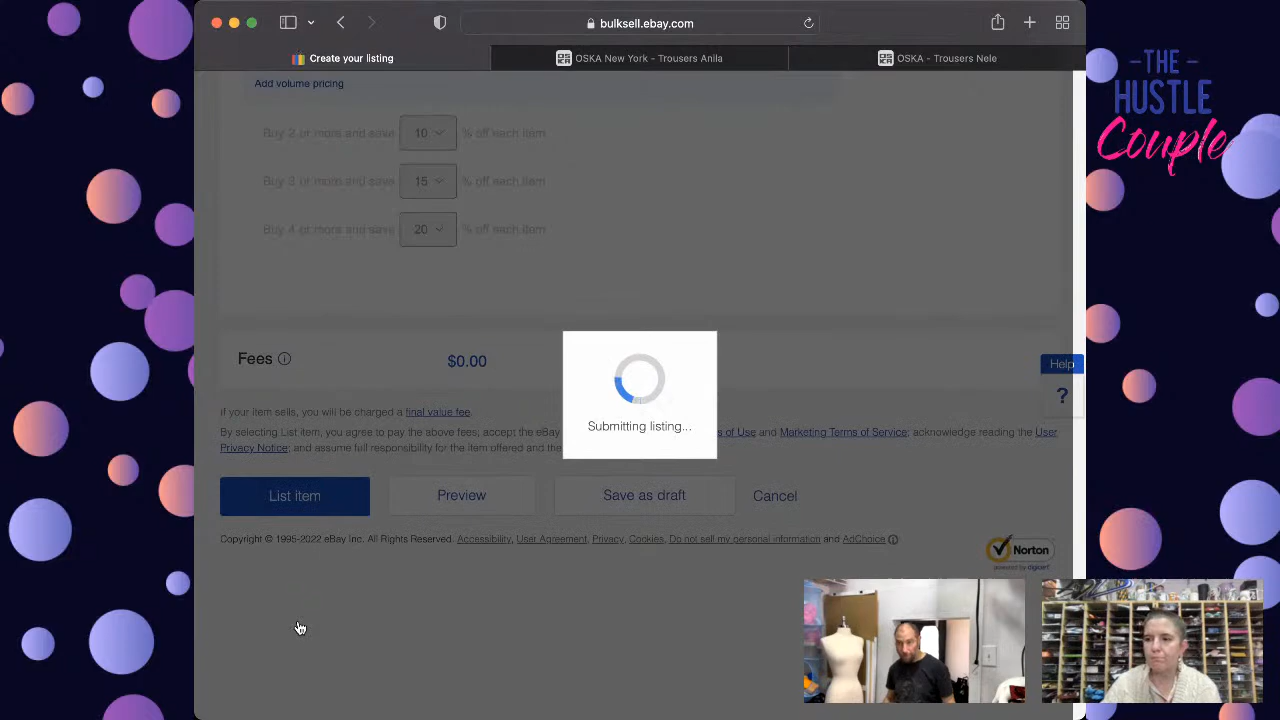 bulksell.ebay.com
Create your listing
OSKA New York - Trousers Anila
OSKA - Trousers Nele
THE
HUSTLE
Couple
Add volume pricing
Buy 2 or more and save 10 % off each item
Buy 3 or more and save 15 % off each item
Buy 4 or more and save 20 % off each item
Fees $0.00
Help
?
Submitting listing...
If your item sells, you will be charged a final value fee.
By selecting List item, you agree to pay the above fees, accept the eBay s of Use and Marketing Terms of Service; acknowledge reading the User
Privacy Notice; and assume full responsibility for the item offered and the
List item Preview Save as draft Cancel
Copyright © 1995-2022 eBay Inc. All Rights Reserved. Accessibility, User Agreement, Privacy, Cookies, Do not sell my personal information and AdChoice
Norton
powered by digicert